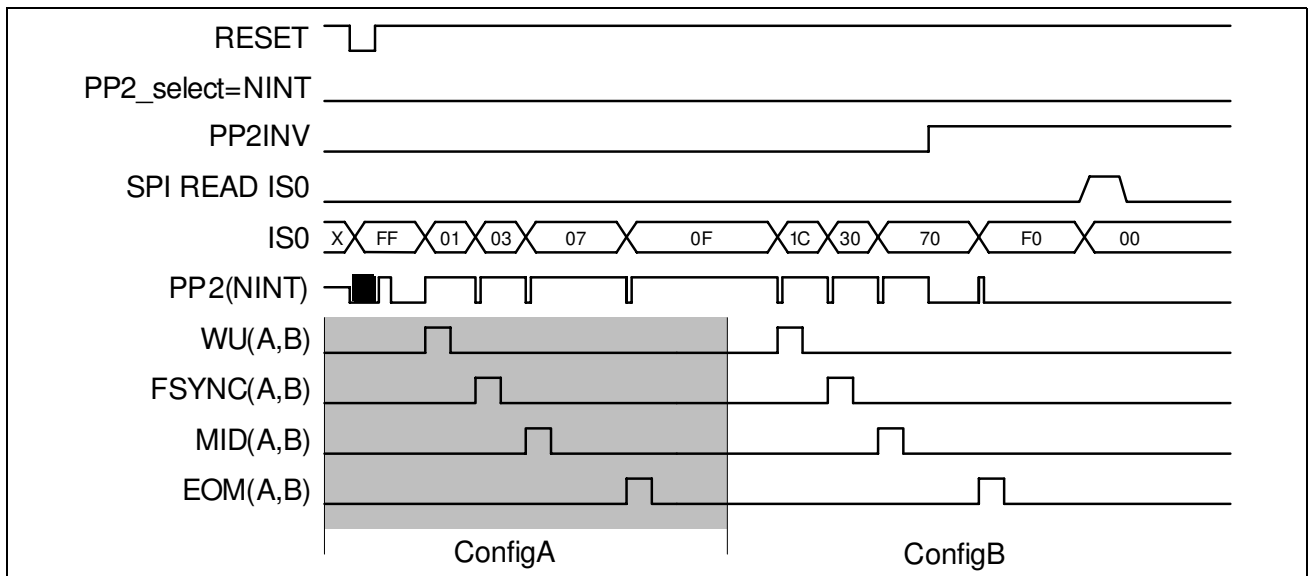 RESET
PP2_select=NINT
PP2INV
SPI READ IS0
IS0 X FF 01 03 07 0F 1C 30 70 F0 00
PP2(NINT)
WU(A,B)
FSYNC(A,B)
MID(A,B)
EOM(A,B)
ConfigA ConfigB